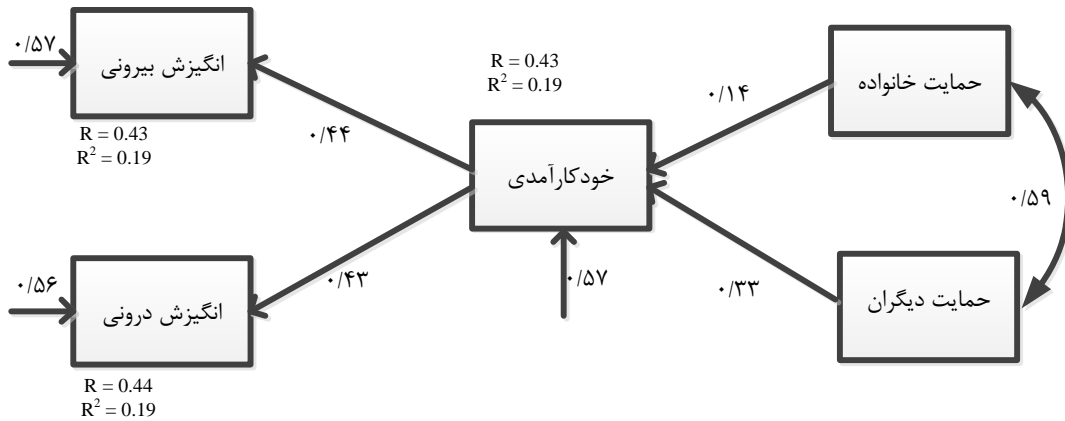 ۰/۵۷
انگیزش بیرونی
R = 0.43
R² = 0.19
۰/۴۴
R = 0.43
R² = 0.19
خودکارآمدی
۰/۵۷
۰/۱۴
حمایت خانواده
۰/۵۹
۰/۳۳
حمایت دیگران
۰/۴۳
۰/۵۶
انگیزش درونی
R = 0.44
R² = 0.19